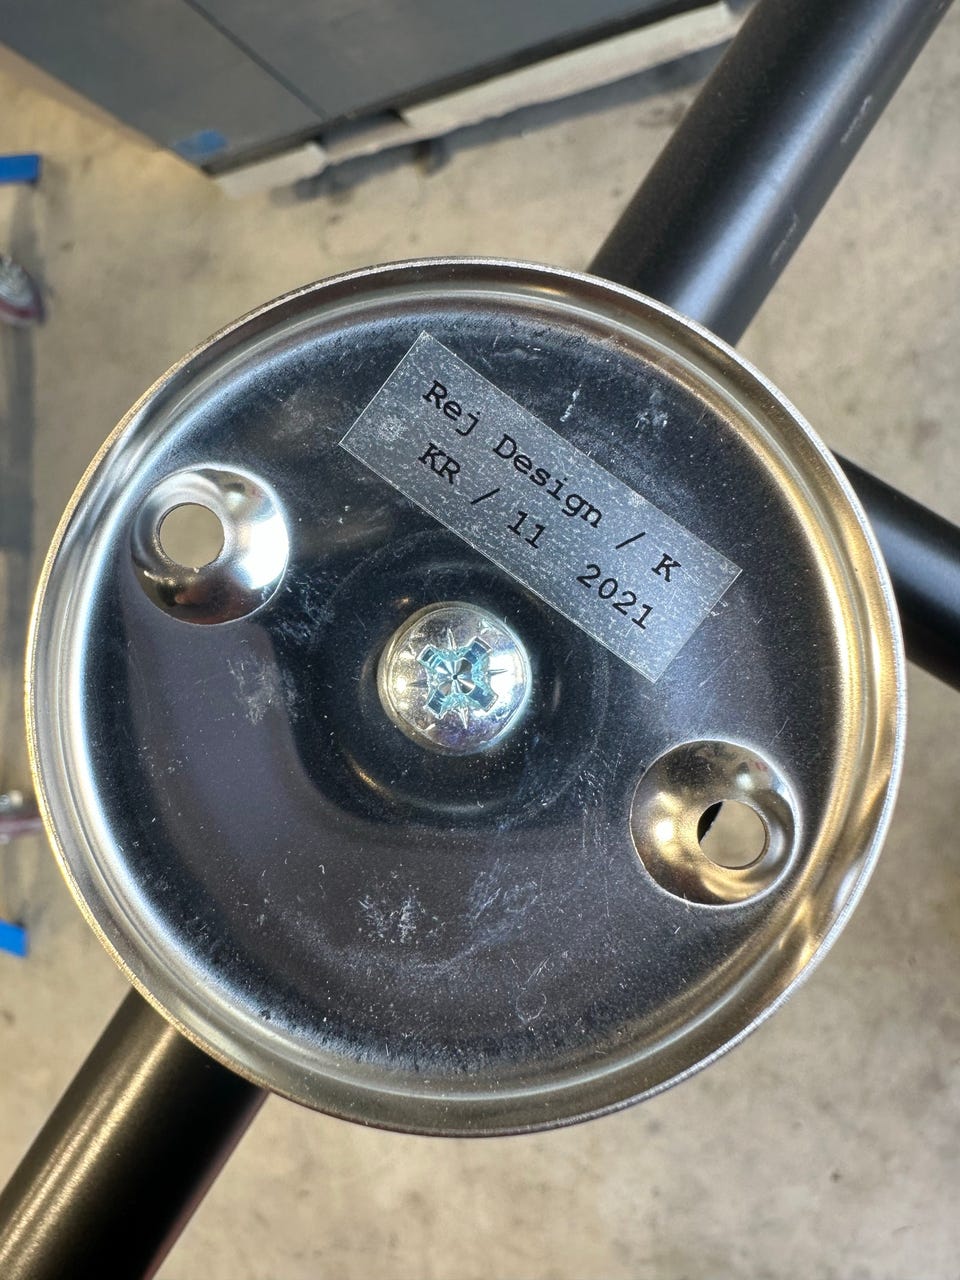 Rej Design / K
KR / 11 2021